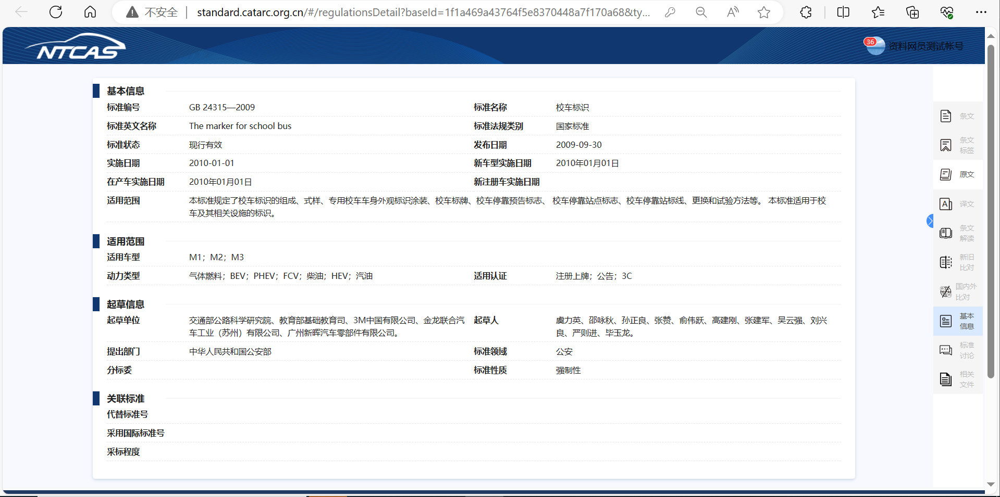 不安全
standard.catarc.org.cn/#/regulationsDetail?baseId=1f1a469a43764f5e8370448a7f170a68&ty...
NTCAS
36
资料网员测试帐号
基本信息
标准编号 GB 24315—2009 标准名称 校车标识
标准英文名称 The marker for school bus 标准法规类别 国家标准
标准状态 现行有效 发布日期 2009-09-30
实施日期 2010-01-01 新车型实施日期 2010年01月01日
在产车实施日期 2010年01月01日 新注册车实施日期
适用范围 本标准规定了校车标识的组成、式样、专用校车车身外观标识涂装、校车标牌、校车停靠预告标志、 校车停靠站点标志、校车停靠站标线、更换和试验方法等。 本标准适用于校
车及其相关设施的标识。
适用范围
适用车型 M1；M2；M3
动力类型 气体燃料；BEV；PHEV；FCV；柴油；HEV；汽油 适用认证 注册上牌；公告；3C
起草信息
起草单位 交通部公路科学研究院、教育部基础教育司、3M中国有限公司、金龙联合汽 起草人 虞力英、邵咏秋、孙正良、张赞、俞伟跃、高建刚、张建军、吴云强、刘兴
车工业（苏州）有限公司、广州新晖汽车零部件有限公司。 良、严则进、毕玉龙。
提出部门 中华人民共和国公安部 标准领域 公安
分标委 标准性质 强制性
关联标准
代替标准号
采用国际标准号
采标程度
条文
条文
标签
原文
译文
条文
解读
新旧
比对
国内外
比对
基本
信息
标准
讨论
相关
文件